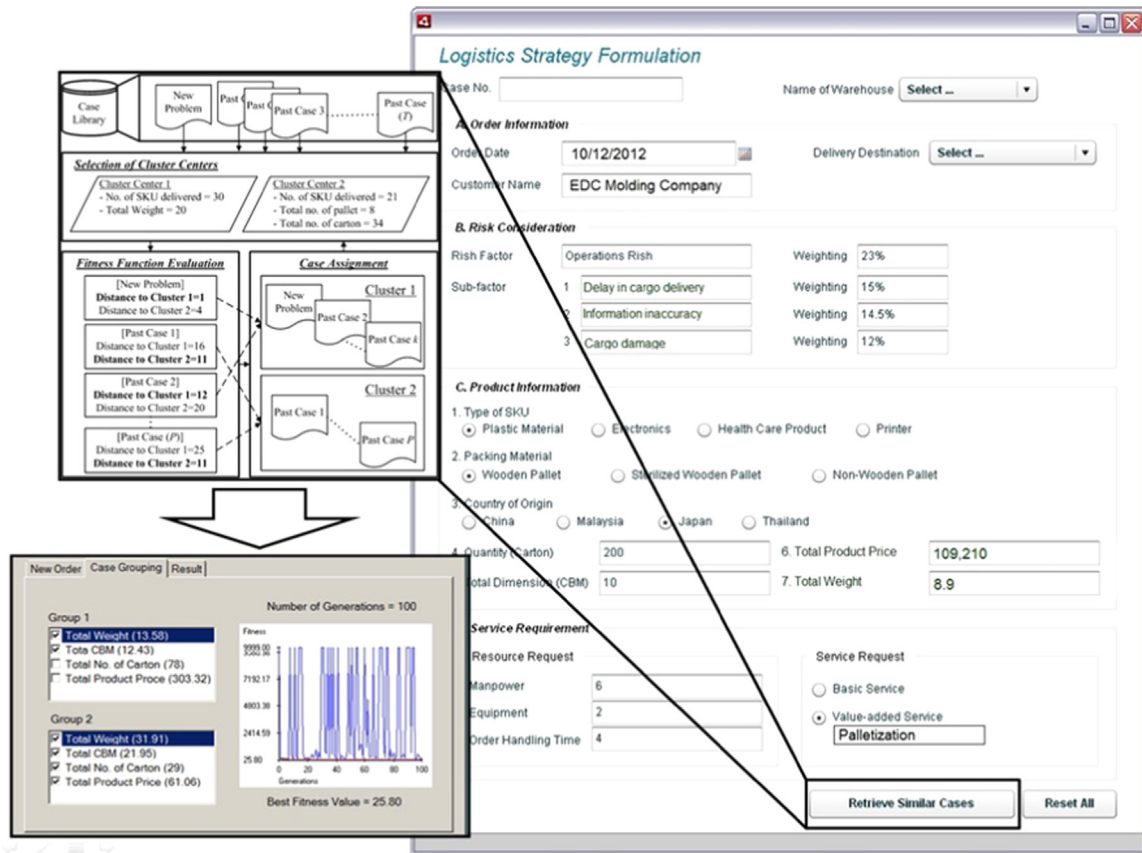 Logistics Strategy Formulation
Case No.
Name of Warehouse Select ...
A. Order Information
Order Date 10/12/2012 Delivery Destination Select ...
Customer Name EDC Molding Company
B. Risk Consideration
Rish Factor Operations Rish Weighting 23%
Sub-factor 1 Delay in cargo delivery Weighting 15%
2 Information inaccuracy Weighting 14.5%
3 Cargo damage Weighting 12%
C. Product Information
1. Type of SKU
Plastic Material Electronics Health Care Product Printer
2. Packing Material
Wooden Pallet Sterilized Wooden Pallet Non-Wooden Pallet
3. Country of Origin
China Malaysia Japan Thailand
4. Quantity (Carton) 200 6. Total Product Price 109,210
Total Dimension (CBM) 10 7. Total Weight 8.9
Service Requirement
Resource Request
Manpower 6
Equipment 2
Order Handling Time 4
Service Request
Basic Service
Value-added Service
Palletization
Retrieve Similar Cases Reset All
Case
Library
New
Problem
Past C
Past C
Past Case 3
Past Case
(T)
Selection of Cluster Centers
Cluster Center 1
- No. of SKU delivered = 30
- Total Weight = 20
Cluster Center 2
- No. of SKU delivered = 21
- Total no. of pallet = 8
- Total no. of carton = 34
Fitness Function Evaluation
[New Problem]
Distance to Cluster 1=1
Distance to Cluster 2=4
[Past Case 1]
Distance to Cluster 1=16
Distance to Cluster 2=11
[Past Case 2]
Distance to Cluster 1=12
Distance to Cluster 2=20
[Past Case (P)]
Distance to Cluster 1=25
Distance to Cluster 2=11
Case Assignment
Cluster 1
New
Problem
Past Case 2
Past Case k
Cluster 2
Past Case 1
Past Case P
New Order Case Grouping Result
Number of Generations = 100
Group 1
Total Weight (13.58)
Tota CBM (12.43)
Total No. of Carton (78)
Total Product Proce (303.32)
Group 2
Total Weight (31.91)
Total CBM (21.95)
Total No. of Carton (29)
Total Product Price (61.06)
Fitness
9999.00
7192.17
4803.38
2414.59
25.80
0 20 40 60 80 100
Generations
Best Fitness Value = 25.80